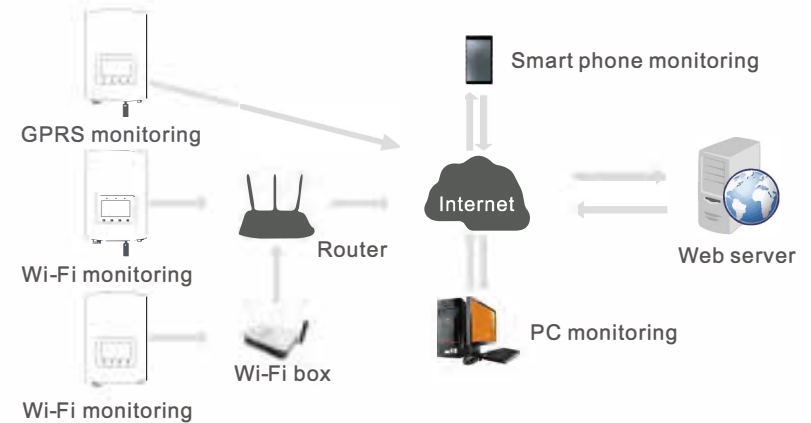 Smart phone monitoring
GPRS monitoring
Internet
Router
Web server
Wi-Fi monitoring
PC monitoring
Wi-Fi box
Wi-Fi monitoring